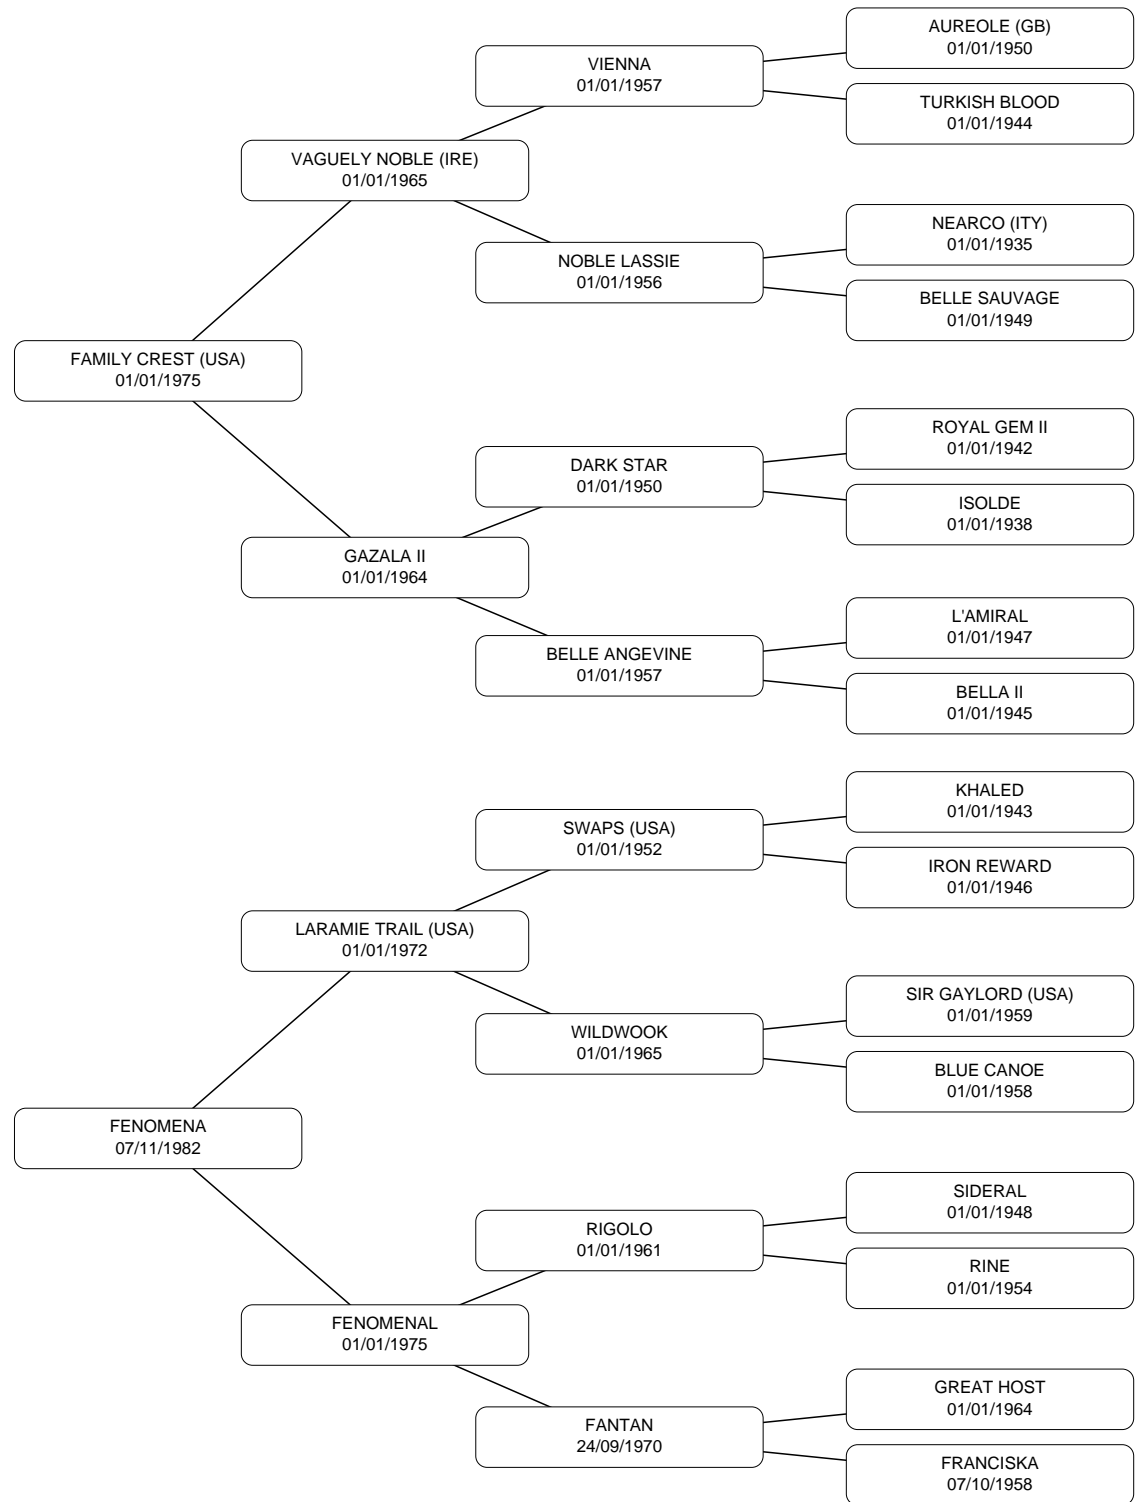 AUREOLE (GB)
01/01/1950
VIENNA
01/01/1957
TURKISH BLOOD
01/01/1944
VAGUELY NOBLE (IRE)
01/01/1965
NEARCO (ITY)
01/01/1935
NOBLE LASSIE
01/01/1956
BELLE SAUVAGE
01/01/1949
FAMILY CREST (USA)
01/01/1975
ROYAL GEM II
01/01/1942
DARK STAR
01/01/1950
ISOLDE
01/01/1938
GAZALA II
01/01/1964
L'AMIRAL
01/01/1947
BELLE ANGEVINE
01/01/1957
BELLA II
01/01/1945
KHALED
01/01/1943
SWAPS (USA)
01/01/1952
IRON REWARD
01/01/1946
LARAMIE TRAIL (USA)
01/01/1972
SIR GAYLORD (USA)
01/01/1959
WILDWOOK
01/01/1965
BLUE CANOE
01/01/1958
FENOMENA
07/11/1982
SIDERAL
01/01/1948
RIGOLO
01/01/1961
RINE
01/01/1954
FENOMENAL
01/01/1975
GREAT HOST
01/01/1964
FANTAN
24/09/1970
FRANCISKA
07/10/1958